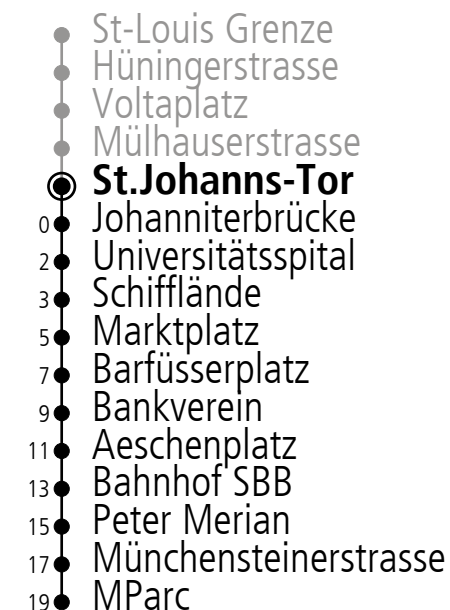 St-Louis Grenze
Hüningerstrasse
Voltaplatz
Mülhauserstrasse
St.Johanns-Tor
0 Johanniterbrücke
2 Universitätsspital
3 Schifflände
5 Marktplatz
7 Barfüsserplatz
9 Bankverein
11 Aeschenplatz
13 Bahnhof SBB
15 Peter Merian
17 Münchensteinerstrasse
19 MParc